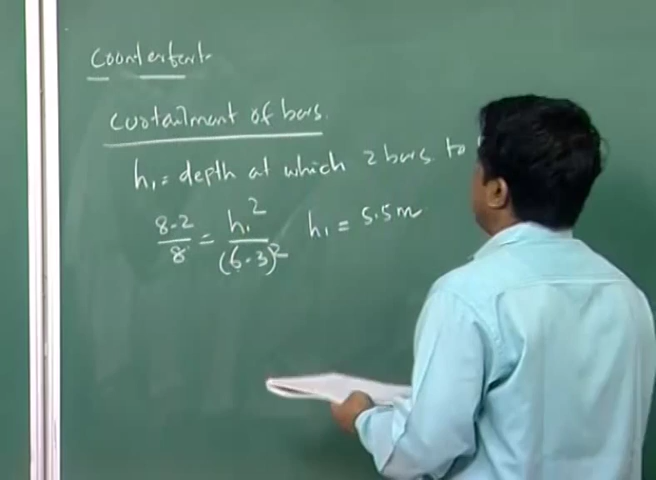 Counterfort
Curtailment of bars.
h₁ = depth at which 2 bars to
8-2/8 = h₁²/(6.3)² h₁ = 5.5m